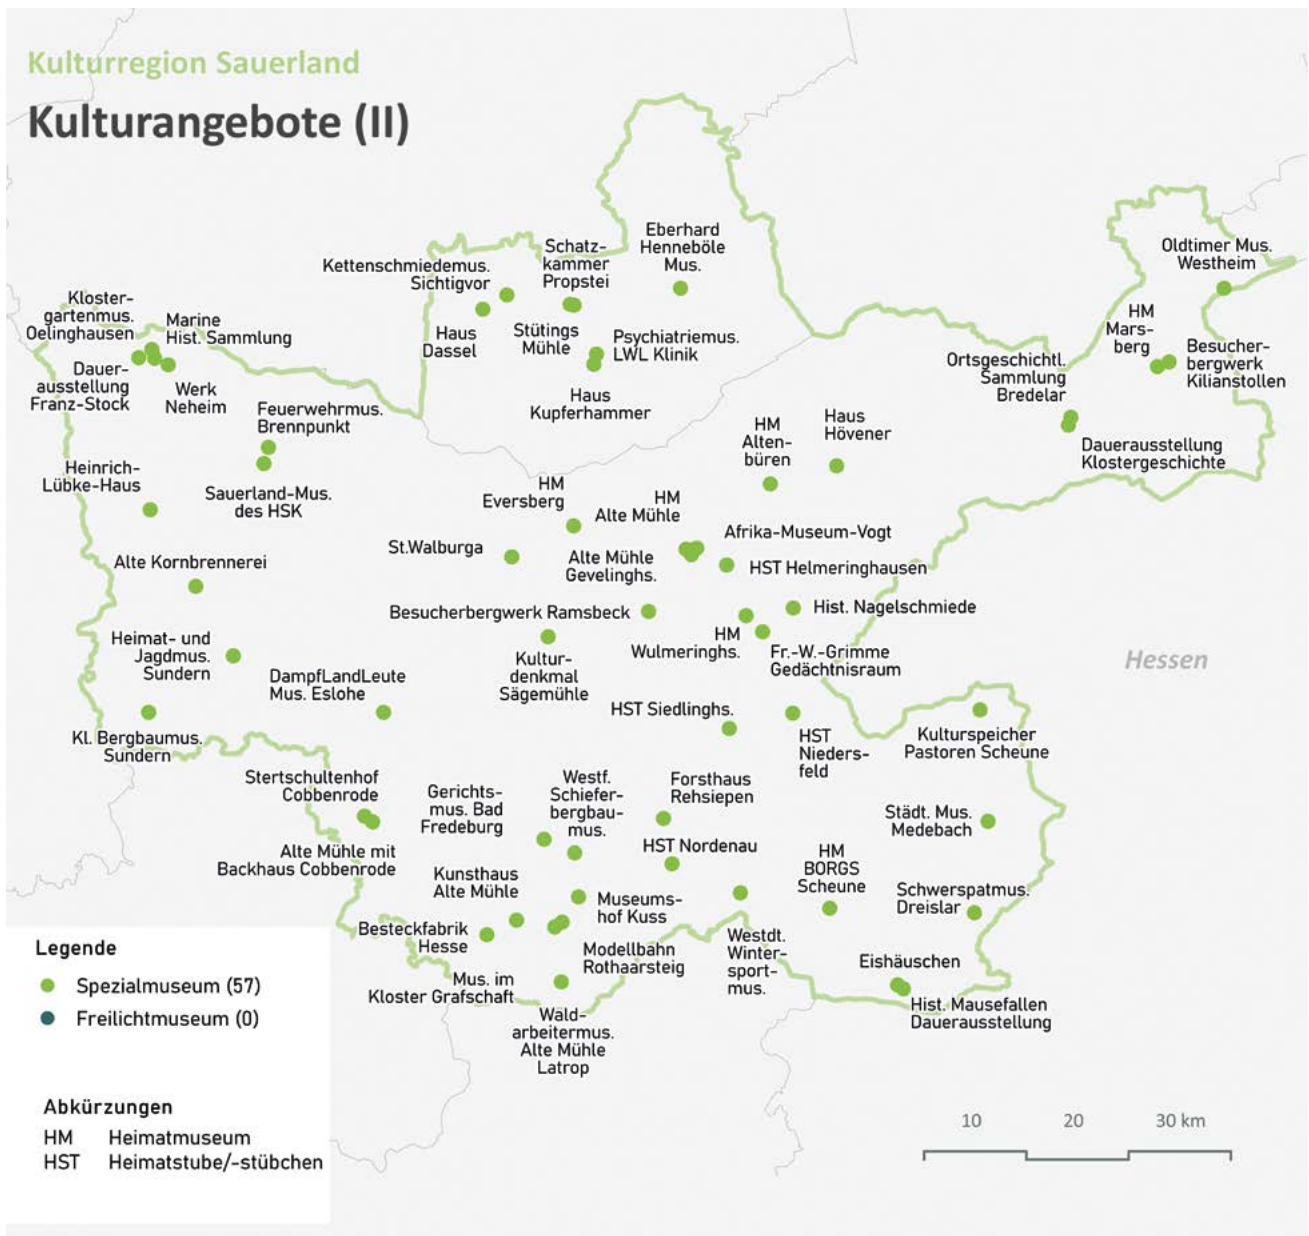 Kulturregion Sauerland
Kulturangebote (II)
Eberhard
Henneböle
Mus.
Schatz-
kammer
Propstei
Kettenschmiedemus.
Sichtigvor
Oldtimer Mus.
Westheim
Kloster-
gartenmus.
Oelinghausen
Marine
Hist. Sammlung
Haus
Dassel
Stütings
Mühle
Psychiatriemus.
LWL Klinik
HM
Mars-
berg
Besucher-
bergwerk
Kilianstollen
Ortsgeschichtl.
Sammlung
Bredelar
Dauer-
ausstellung
Franz-Stock
Werk
Neheim
Haus
Kupferhammer
Feuerwehrmus.
Brennpunkt
HM
Alten-
büren
Haus
Hövener
Dauerausstellung
Klostergeschichte
Heinrich-
Lübke-Haus
Sauerland-Mus.
des HSK
HM
Eversberg
HM
Alte Mühle
Afrika-Museum-Vogt
St.Walburga
Alte Mühle
Gevelinghs.
HST Helmeringhausen
Alte Kornbrennerei
Besucherbergwerk Ramsbeck
Hist. Nagelschmiede
Heimat- und
Jagdmus.
Sundern
HM
Wulmeringhs.
Fr.-W.-Grimme
Gedächtnisraum
Hessen
Kultur-
denkmal
Sägemühle
DampfLandLeute
Mus. Eslohe
HST Siedlinghs.
HST
Nieders-
feld
Kulturspeicher
Pastoren Scheune
Kl. Bergbaumus.
Sundern
Stertschultenhof
Cobbenrode
Gerichts-
mus. Bad
Fredeburg
Westf.
Schiefer-
bergbau-
mus.
Forsthaus
Rehsiepen
Städt. Mus.
Medebach
Alte Mühle mit
Backhaus Cobbenrode
HST Nordenau
HM
BORGS
Scheune
Kunsthaus
Alte Mühle
Schwerspatmus.
Dreislar
Museums-
hof Kuss
Besteckfabrik
Hesse
Modellbahn
Rothaarsteig
Westdt.
Winter-
sport-
mus.
Eishäuschen
Mus. im
Kloster Grafschaft
Hist. Mausefallen
Dauerausstellung
Wald-
arbeitermus.
Alte Mühle
Latrop
Legende
Spezialmuseum (57)
Freilichtmuseum (0)
Abkürzungen
HM Heimatmuseum
HST Heimatstube/-stübchen
10 20 30 km